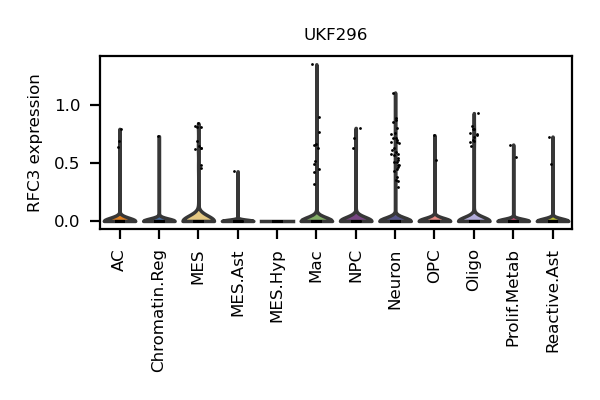 UKF296
RFC3 expression
1.0
0.5
0.0
AC
Chromatin.Reg
MES
MES.Ast
MES.Hyp
Mac
NPC
Neuron
OPC
Oligo
Prolif.Metab
Reactive.Ast